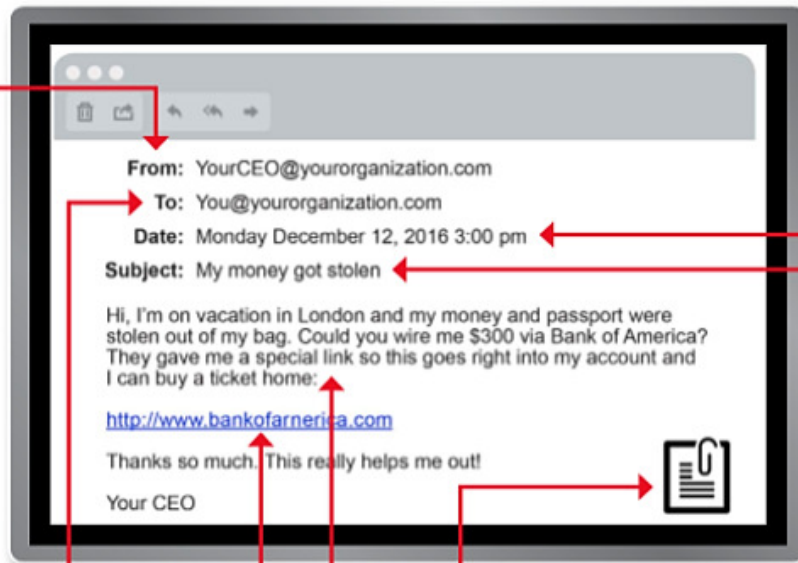 From: YourCEO@yourorganization.com
To: You@yourorganization.com
Date: Monday December 12, 2016 3:00 pm
Subject: My money got stolen
Hi, I'm on vacation in London and my money and passport were
stolen out of my bag. Could you wire me $300 via Bank of America?
They gave me a special link so this goes right into my account and
I can buy a ticket home:
http://www.bankofarnerica.com
Thanks so much. This really helps me out!
Your CEO